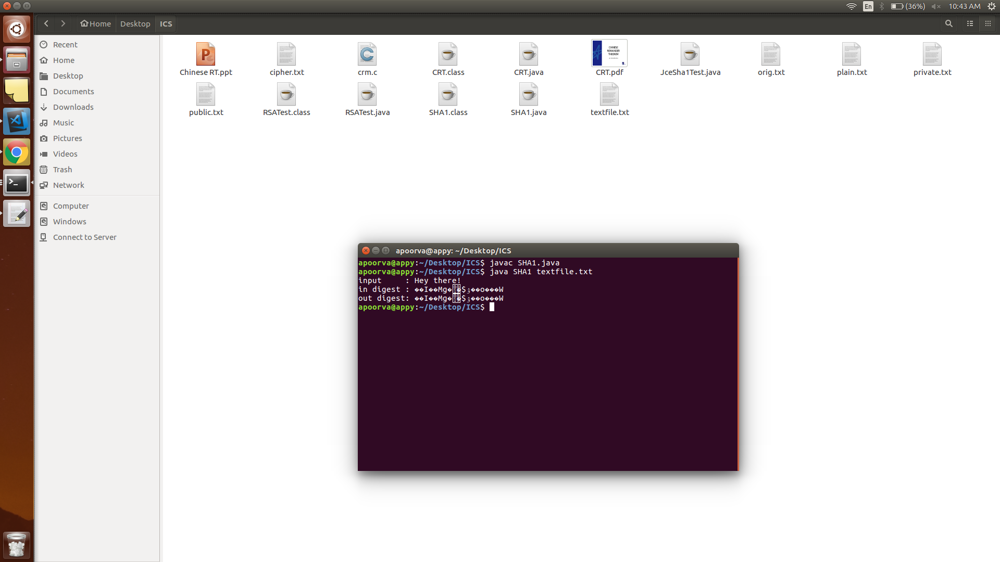 En (36%) 10:43 AM
Home Desktop ICS
Recent
Home
Desktop
Documents
Downloads
Music
Pictures
Videos
Trash
Network
Computer
Windows
Connect to Server
CHINESE
REMAINDER
THEOREM
Chinese RT.ppt cipher.txt crm.c CRT.class CRT.java CRT.pdf JceSha1Test.java orig.txt plain.txt private.txt
public.txt RSATest.class RSATest.java SHA1.class SHA1.java textfile.txt
apoorva@appy: ~/Desktop/ICS
apoorva@appy:~/Desktop/ICS$ javac SHA1.java
apoorva@appy:~/Desktop/ICS$ java SHA1 textfile.txt
input : Hey there!
in digest : ��I��Mg��$��o���W
out digest: ��I��Mg��$��o���W
apoorva@appy:~/Desktop/ICS$